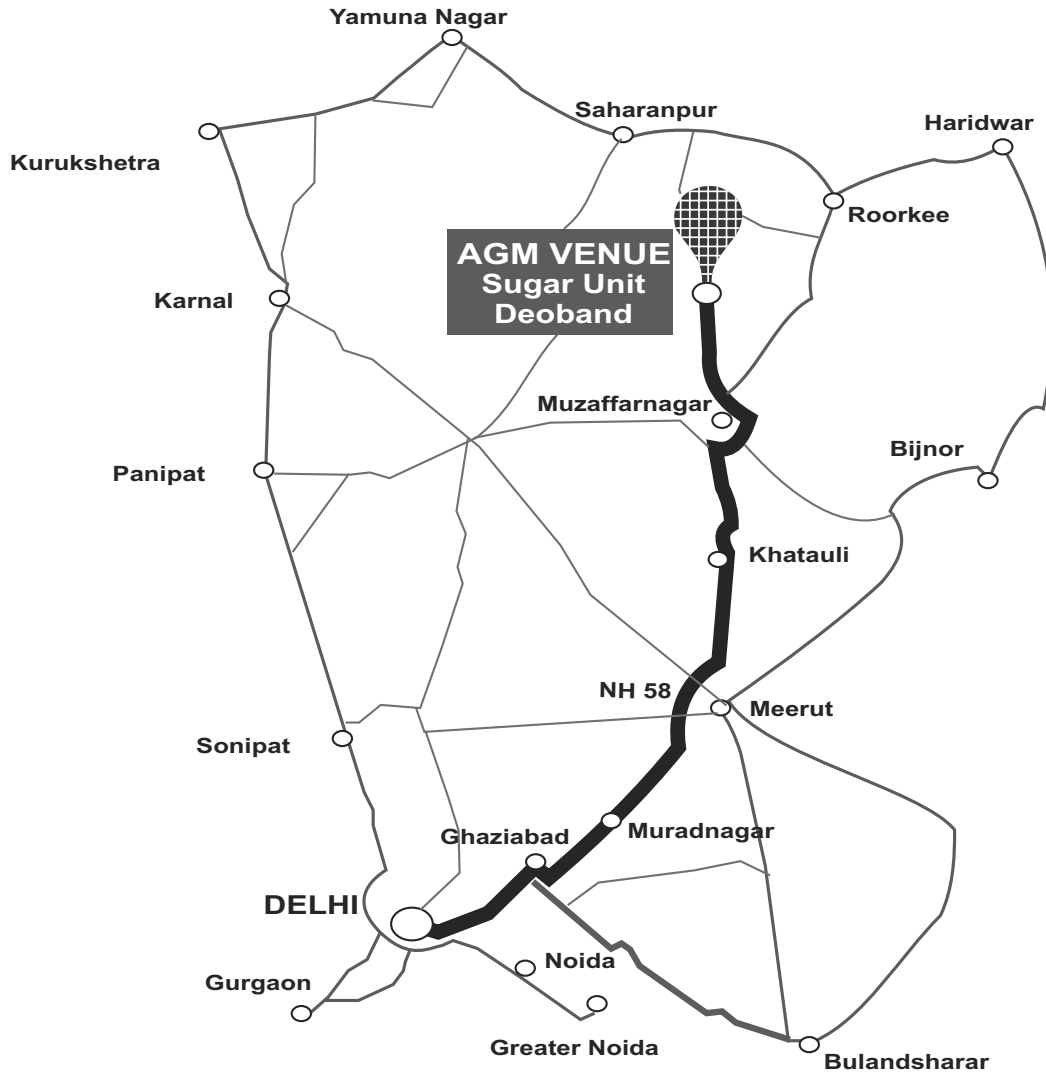 Yamuna Nagar
Saharanpur
Haridwar
Kurukshetra
Roorkee
AGM VENUE
Sugar Unit
Deoband
Karnal
Muzaffarnagar
Bijnor
Panipat
Khatauli
NH 58
Meerut
Sonipat
Ghaziabad
Muradnagar
DELHI
Noida
Gurgaon
Greater Noida
Bulandsharar